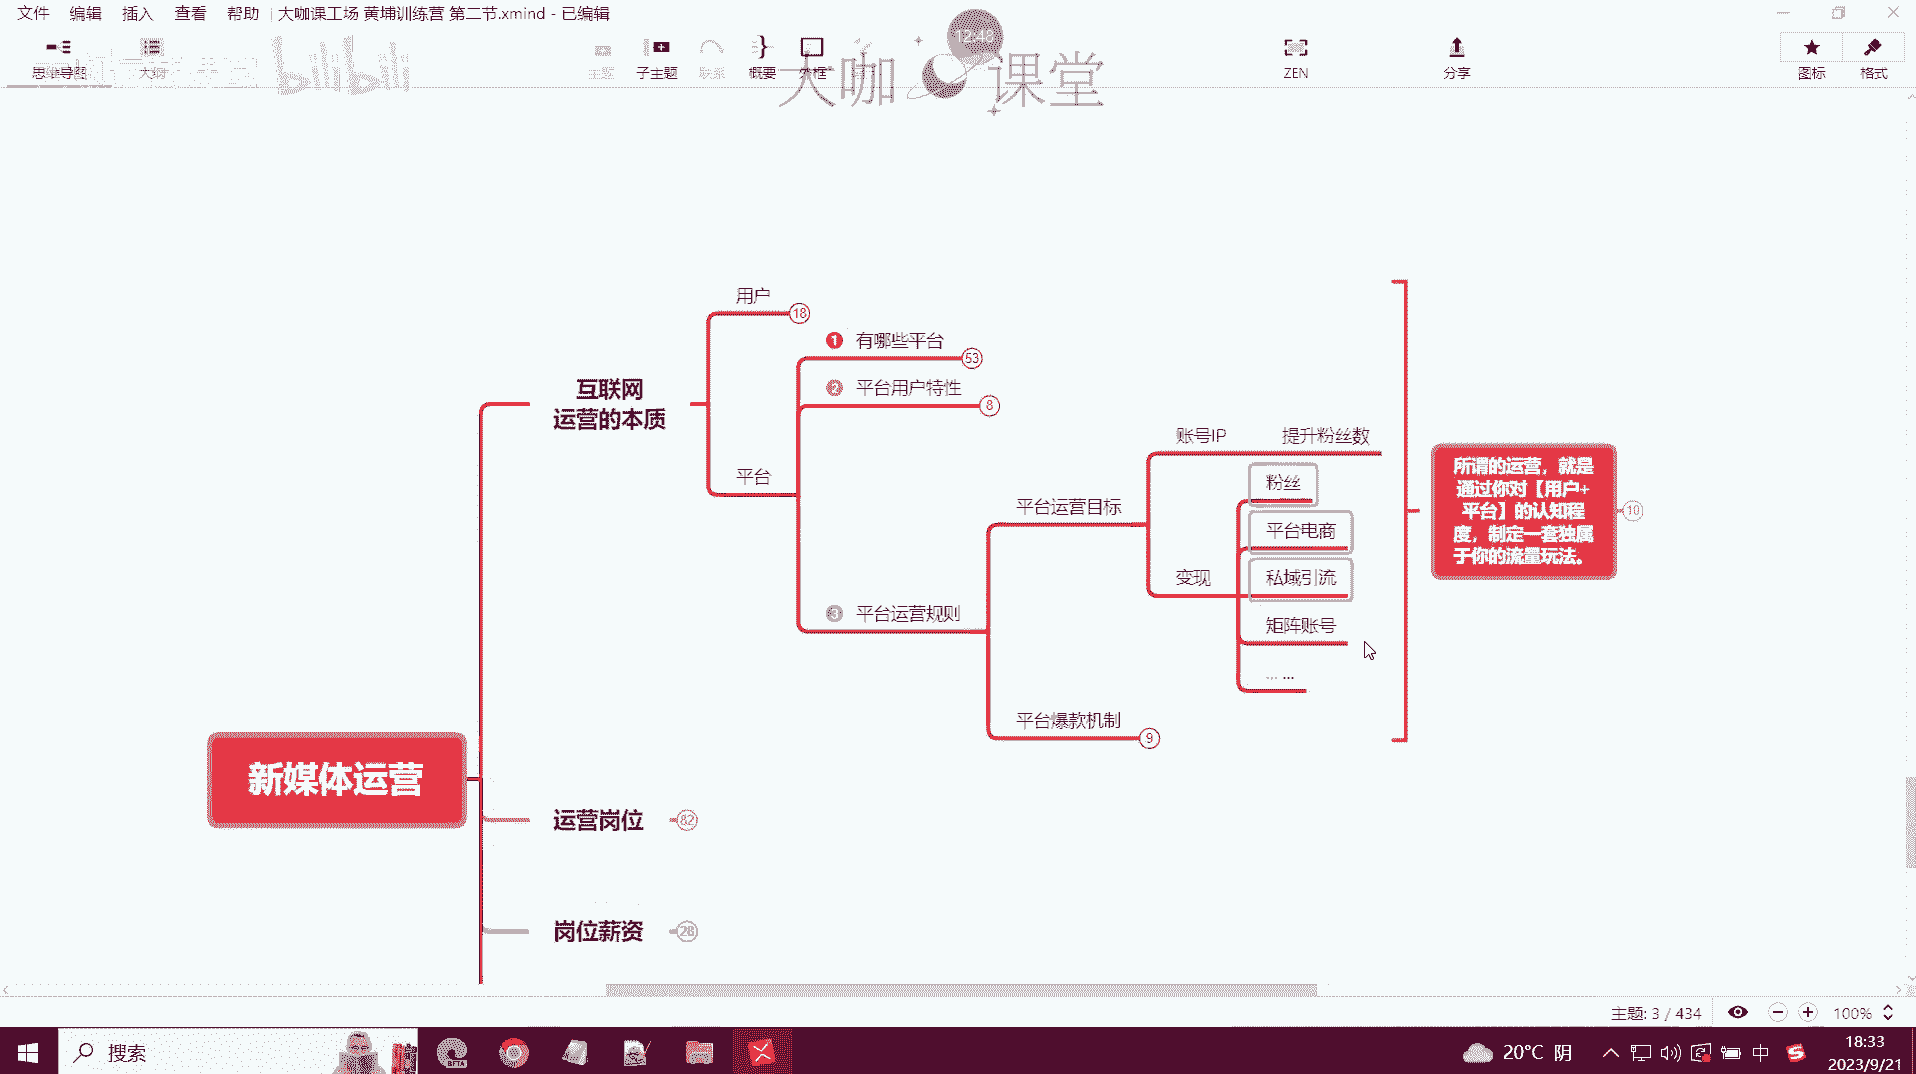 文件 编辑 插入 查看 帮助 大咖课工场 黄埔训练营 第二节.xmind - 已编辑
思维导图 大纲 主题 子主题 联系 概要 外框 ZEN 分享 图标 格式
bilibili
12:48
大咖 课堂
用户 18
1 有哪些平台 53
2 平台用户特性 8
互联网
运营的本质
账号IP 提升粉丝数
平台
粉丝
平台运营目标
平台电商
变现
私域引流
3 平台运营规则
矩阵账号
... ...
平台爆款机制 9
所谓的运营，就是
通过你对【用户+
平台】的认知程
度，制定一套独属
于你的流量玩法。
10
新媒体运营
运营岗位 82
岗位薪资 28
主题: 3 / 434 100%
搜索
BETA
20°C 阴 中
18:33
2023/9/21